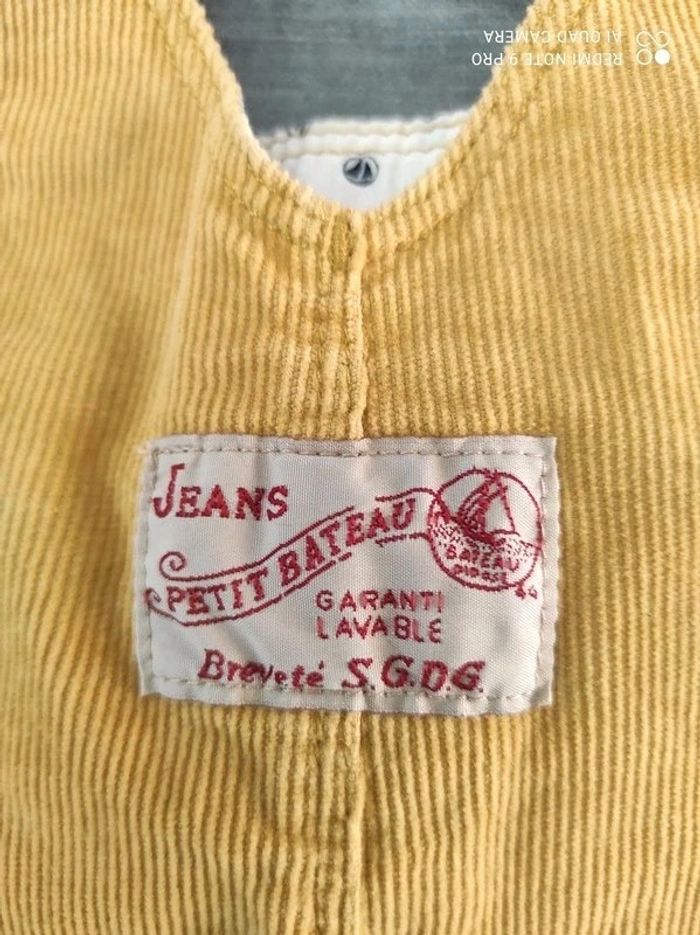 REDMI NOTE 9 PRO
AI QUAD CAMERA
JEANS
PETIT BATEAU
BATEAU
GARANTI
LAVABLE
Breveté S.G.D.G.